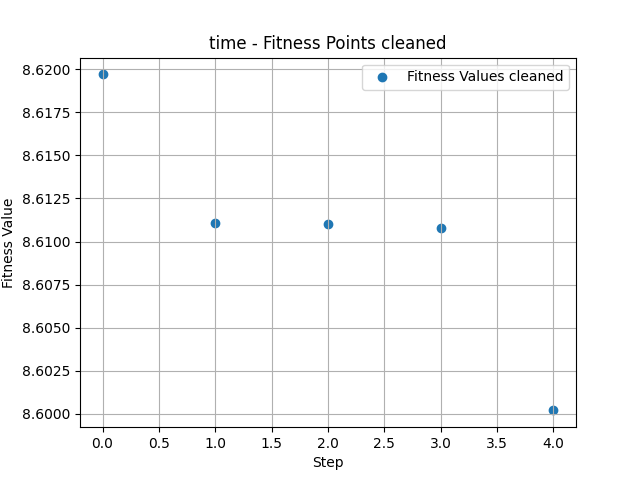 time - Fitness Points cleaned
Fitness Values cleaned
8.6200
8.6175
8.6150
8.6125
8.6100
8.6075
8.6050
8.6025
8.6000
Fitness Value
0.0 0.5 1.0 1.5 2.0 2.5 3.0 3.5 4.0
Step